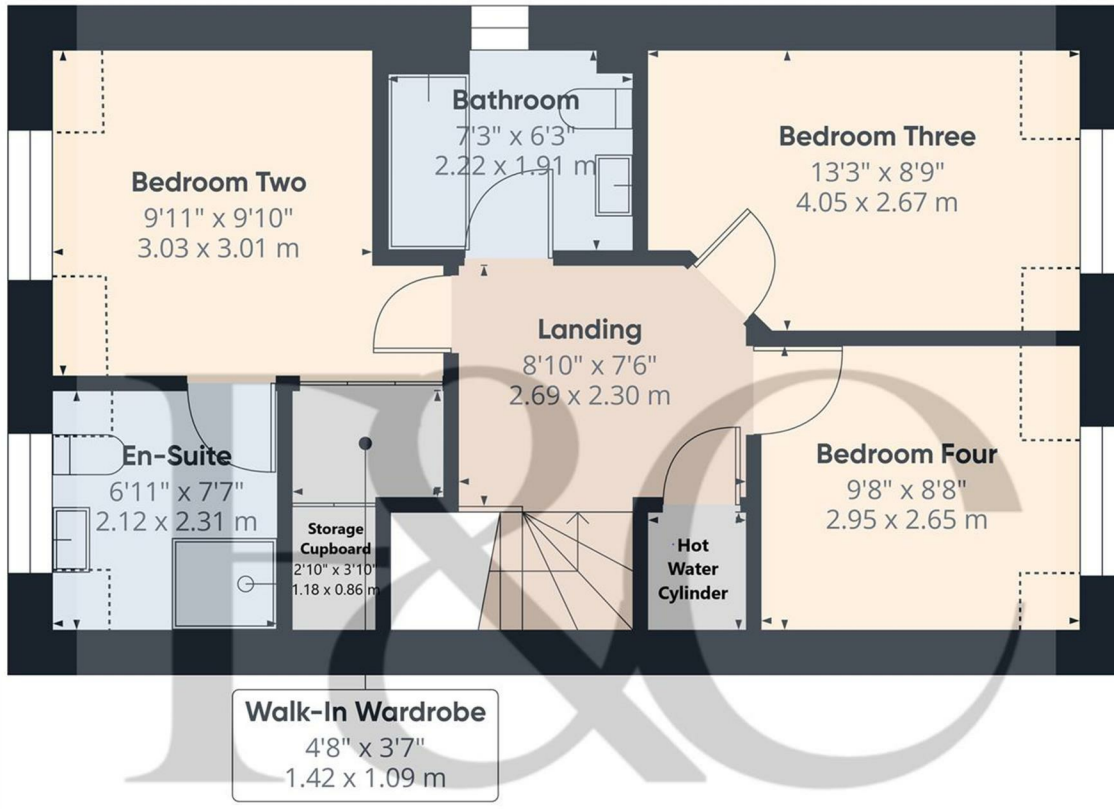 Bathroom
7'3" x 6'3"
2.22 x 1.91 m
Bedroom Three
13'3" x 8'9"
4.05 x 2.67 m
Bedroom Two
9'11" x 9'10"
3.03 x 3.01 m
Landing
8'10" x 7'6"
2.69 x 2.30 m
En-Suite
6'11" x 7'7"
2.12 x 2.31 m
Bedroom Four
9'8" x 8'8"
2.95 x 2.65 m
Storage
Cupboard
2'10" x 3'10"
1.18 x 0.86 m
Hot
Water
Cylinder
Walk-In Wardrobe
4'8" x 3'7"
1.42 x 1.09 m
F&C